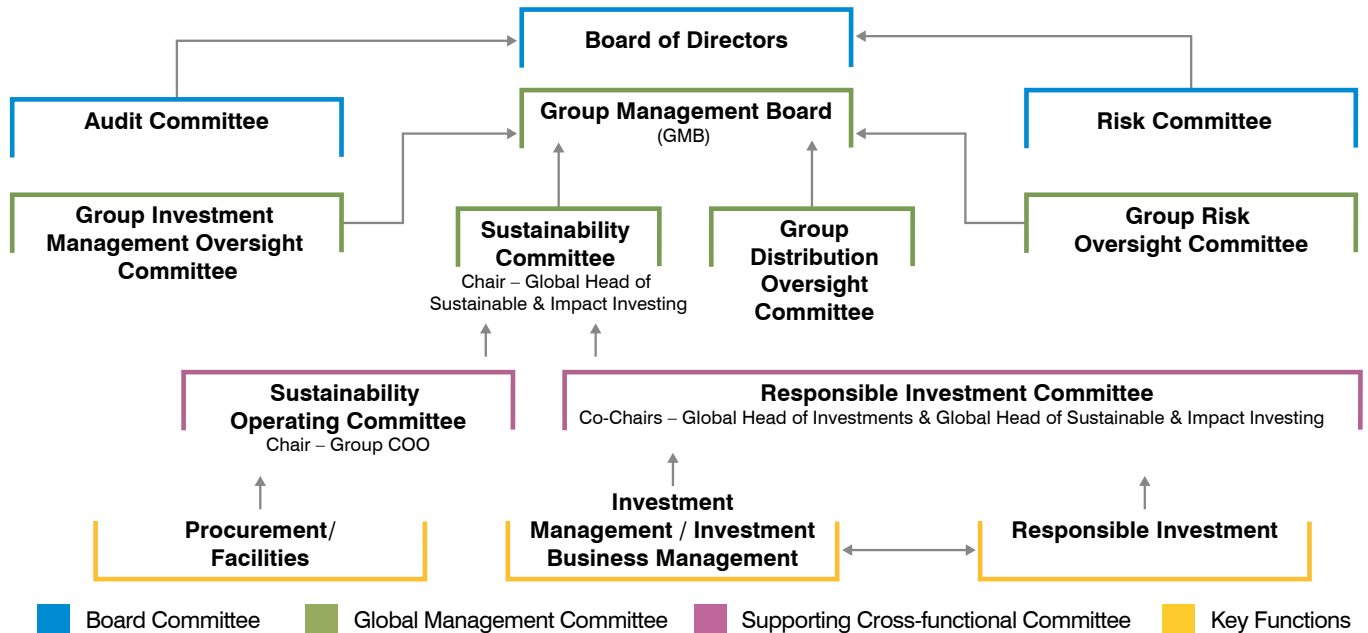 Board of Directors
Audit Committee
Group Management Board
(GMB)
Risk Committee
Group Investment
Management Oversight
Committee
Sustainability
Committee
Chair – Global Head of
Sustainable & Impact Investing
Group
Distribution
Oversight
Committee
Group Risk
Oversight Committee
Sustainability
Operating Committee
Chair – Group COO
Responsible Investment Committee
Co-Chairs – Global Head of Investments & Global Head of Sustainable & Impact Investing
Procurement/
Facilities
Investment
Management / Investment
Business Management
Responsible Investment
Board Committee
Global Management Committee
Supporting Cross-functional Committee
Key Functions